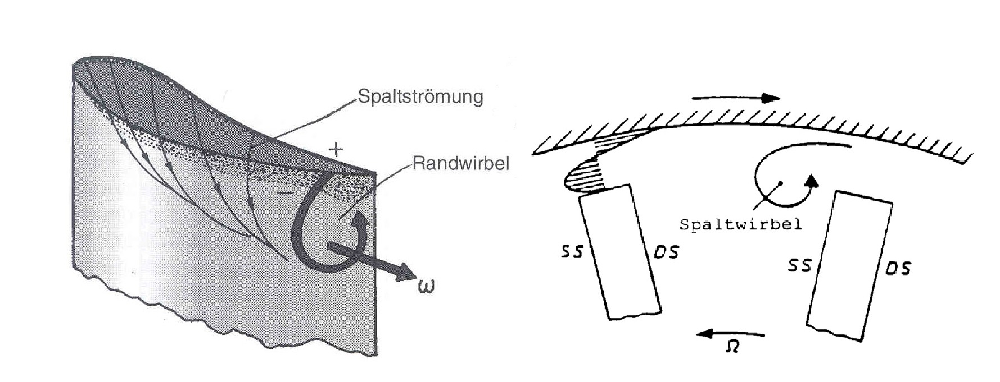 Spaltströmung
+
Randwirbel
−
ω
Spaltwirbel
SS
DS
SS
DS
Ω